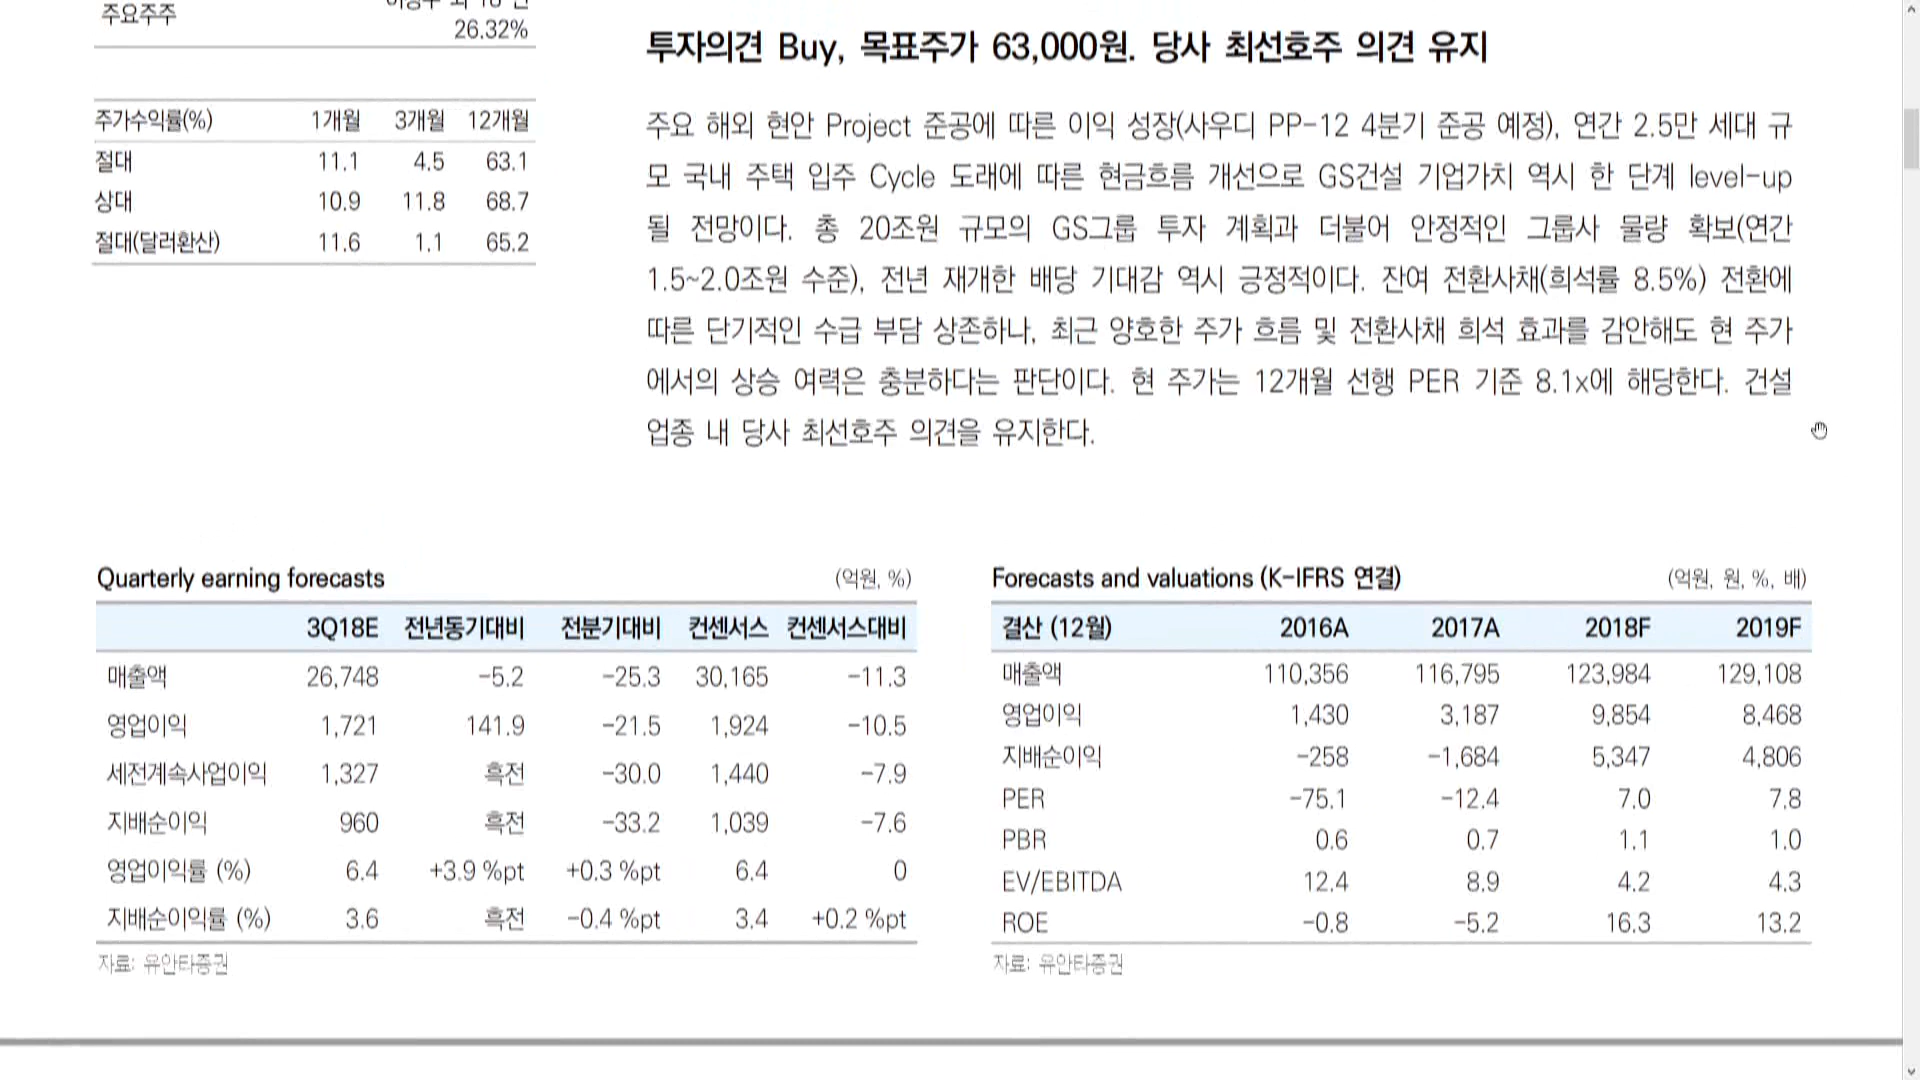 주요주주
26.32%
주가수익률(%) 1개월 3개월 12개월
절대 11.1 4.5 63.1
상대 10.9 11.8 68.7
절대(달러환산) 11.6 1.1 65.2
투자의견 Buy, 목표주가 63,000원. 당사 최선호주 의견 유지
주요 해외 현안 Project 준공에 따른 이익 성장(사우디 PP-12 4분기 준공 예정), 연간 2.5만 세대 규
모 국내 주택 입주 Cycle 도래에 따른 현금흐름 개선으로 GS건설 기업가치 역시 한 단계 level-up
될 전망이다. 총 20조원 규모의 GS그룹 투자 계획과 더불어 안정적인 그룹사 물량 확보(연간
1.5~2.0조원 수준), 전년 재개한 배당 기대감 역시 긍정적이다. 잔여 전환사채(희석률 8.5%) 전환에
따른 단기적인 수급 부담 상존하나, 최근 양호한 주가 흐름 및 전환사채 희석 효과를 감안해도 현 주가
에서의 상승 여력은 충분하다는 판단이다. 현 주가는 12개월 선행 PER 기준 8.1x에 해당한다. 건설
업종 내 당사 최선호주 의견을 유지한다.
Quarterly earning forecasts (억원, %)
3Q18E 전년동기대비 전분기대비 컨센서스 컨센서스대비
매출액 26,748 -5.2 -25.3 30,165 -11.3
영업이익 1,721 141.9 -21.5 1,924 -10.5
세전계속사업이익 1,327 흑전 -30.0 1,440 -7.9
지배순이익 960 흑전 -33.2 1,039 -7.6
영업이익률 (%) 6.4 +3.9 %pt +0.3 %pt 6.4 0
지배순이익률 (%) 3.6 흑전 -0.4 %pt 3.4 +0.2 %pt
자료: 유안타증권
Forecasts and valuations (K-IFRS 연결) (억원, 원, %, 배)
결산 (12월) 2016A 2017A 2018F 2019F
매출액 110,356 116,795 123,984 129,108
영업이익 1,430 3,187 9,854 8,468
지배순이익 -258 -1,684 5,347 4,806
PER -75.1 -12.4 7.0 7.8
PBR 0.6 0.7 1.1 1.0
EV/EBITDA 12.4 8.9 4.2 4.3
ROE -0.8 -5.2 16.3 13.2
자료: 유안타증권